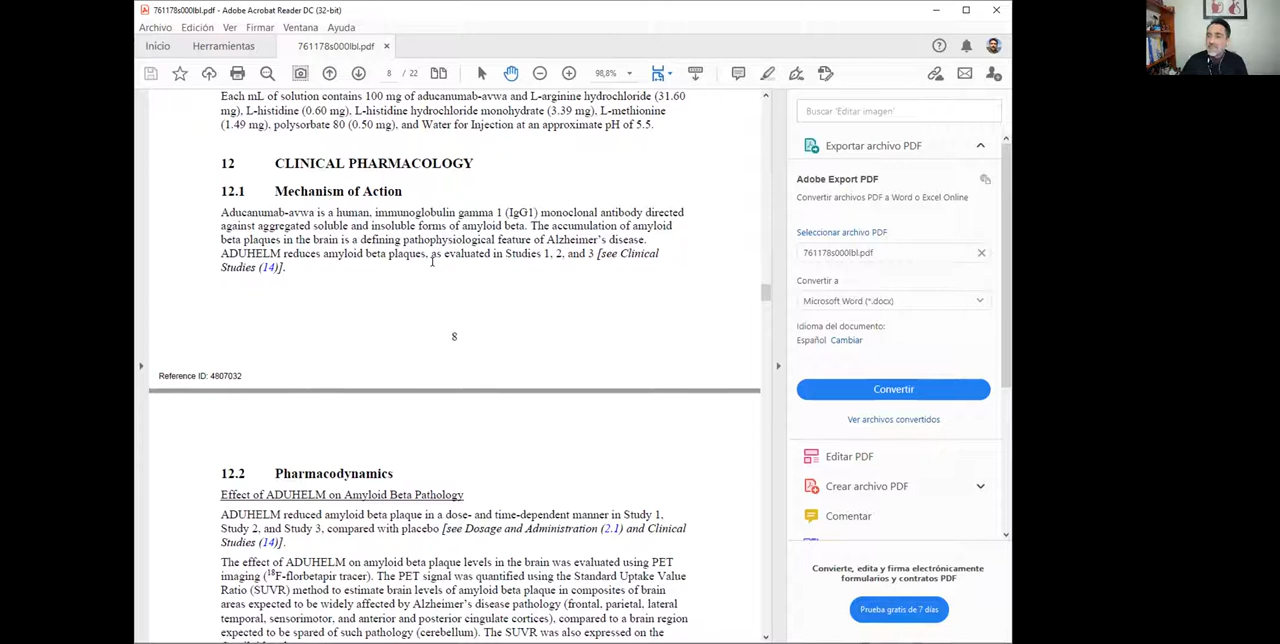 761178s000lbl.pdf - Adobe Acrobat Reader DC (32-bit)
Archivo Edición Ver Firmar Ventana Ayuda
Inicio Herramientas 761178s000lbl.pdf ×
8 / 22 98,8%
Each mL of solution contains 100 mg of aducanumab-avwa and L-arginine hydrochloride (31.60
mg), L-histidine (0.60 mg), L-histidine hydrochloride monohydrate (3.39 mg), L-methionine
(1.49 mg), polysorbate 80 (0.50 mg), and Water for Injection at an approximate pH of 5.5.
12 CLINICAL PHARMACOLOGY
12.1 Mechanism of Action
Aducanumab-avwa is a human, immunoglobulin gamma 1 (IgG1) monoclonal antibody directed
against aggregated soluble and insoluble forms of amyloid beta. The accumulation of amyloid
beta plaques in the brain is a defining pathophysiological feature of Alzheimer's disease.
ADUHELM reduces amyloid beta plaques, as evaluated in Studies 1, 2, and 3 [see Clinical
Studies (14)].
8
Reference ID: 4807032
12.2 Pharmacodynamics
Effect of ADUHELM on Amyloid Beta Pathology
ADUHELM reduced amyloid beta plaque in a dose- and time-dependent manner in Study 1,
Study 2, and Study 3, compared with placebo [see Dosage and Administration (2.1) and Clinical
Studies (14)].
The effect of ADUHELM on amyloid beta plaque levels in the brain was evaluated using PET
imaging (18F-florbetapir tracer). The PET signal was quantified using the Standard Uptake Value
Ratio (SUVR) method to estimate brain levels of amyloid beta plaque in composites of brain
areas expected to be widely affected by Alzheimer's disease pathology (frontal, parietal, lateral
temporal, sensorimotor, and anterior and posterior cingulate cortices), compared to a brain region
expected to be spared of such pathology (cerebellum). The SUVR was also expressed on the
Buscar 'Editar imagen'
Exportar archivo PDF
Adobe Export PDF
Convertir archivos PDF a Word o Excel Online
Seleccionar archivo PDF
761178s000lbl.pdf
Convertir a
Microsoft Word (*.docx)
Idioma del documento:
Español Cambiar
Convertir
Ver archivos convertidos
Editar PDF
Crear archivo PDF
Comentar
Convierte, edita y firma electrónicamente
formularios y contratos PDF
Prueba gratis de 7 días